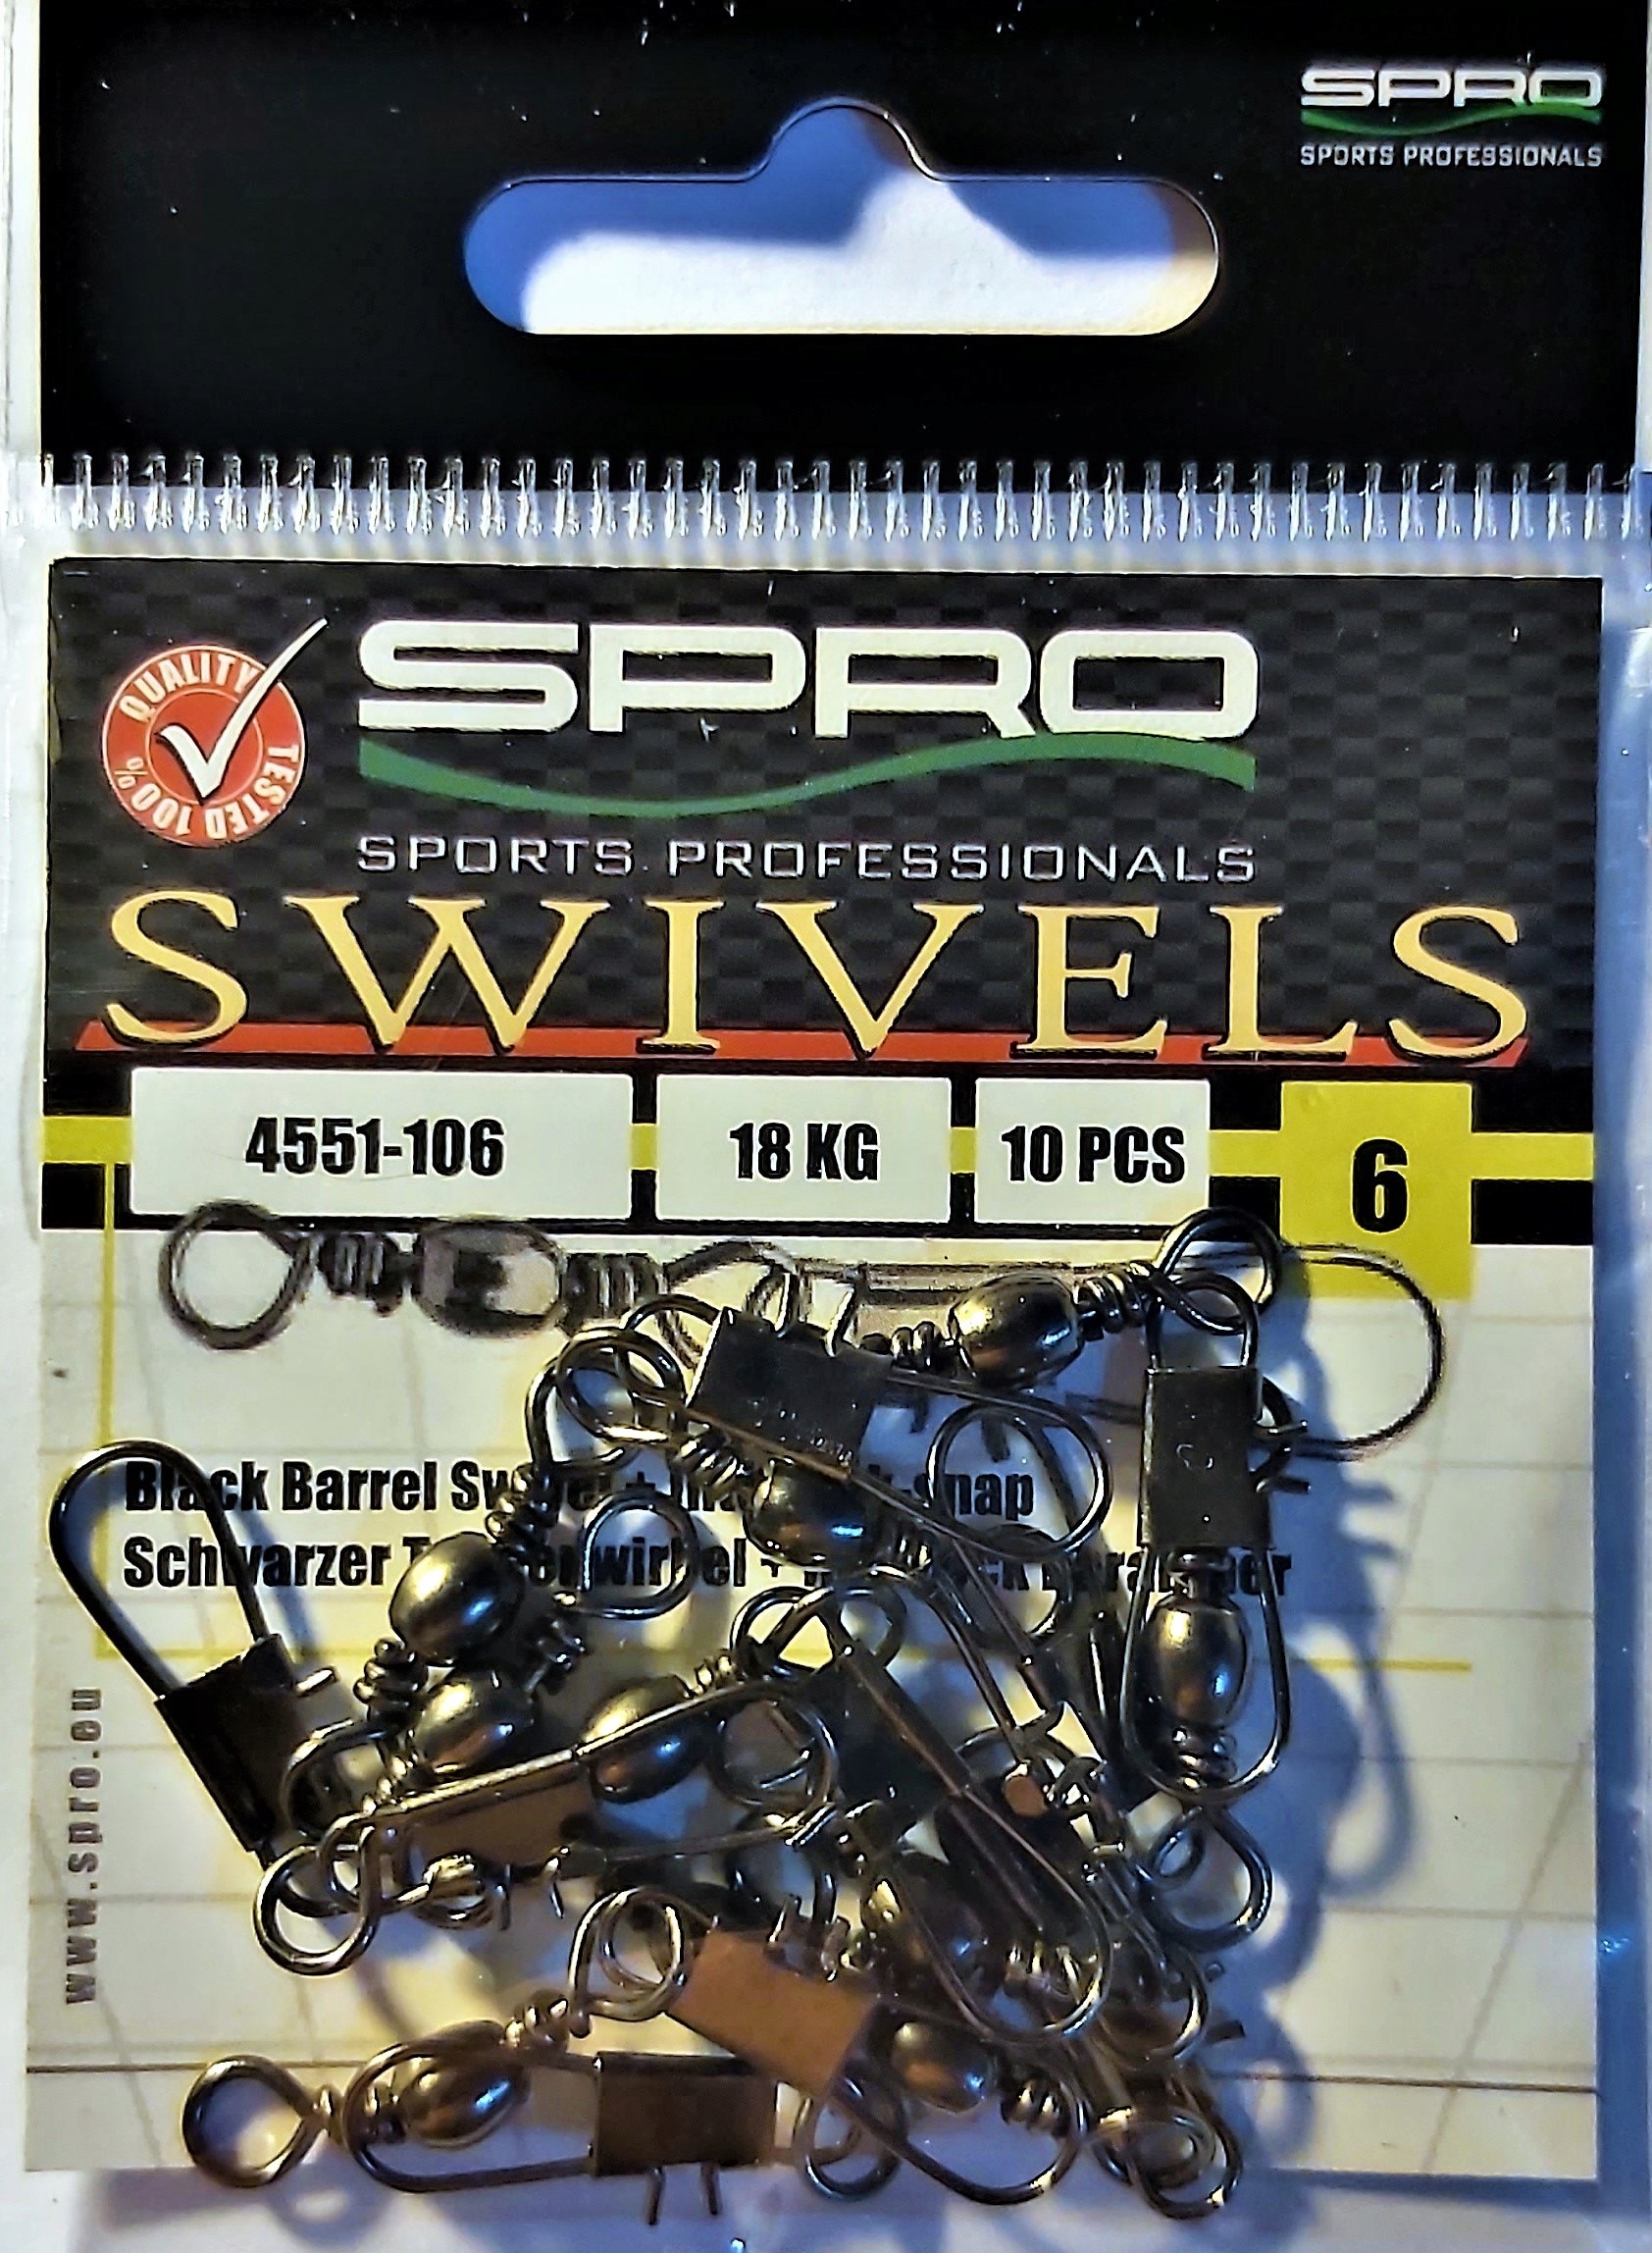 SPRO
SPORTS PROFESSIONALS
QUALITY
TESTED 100%
SPRO
SPORTS PROFESSIONALS
SWIVELS
4551-106
18 KG
10 PCS
6
Black Barrel Swivel +
Schwarzer
www.spro.eu